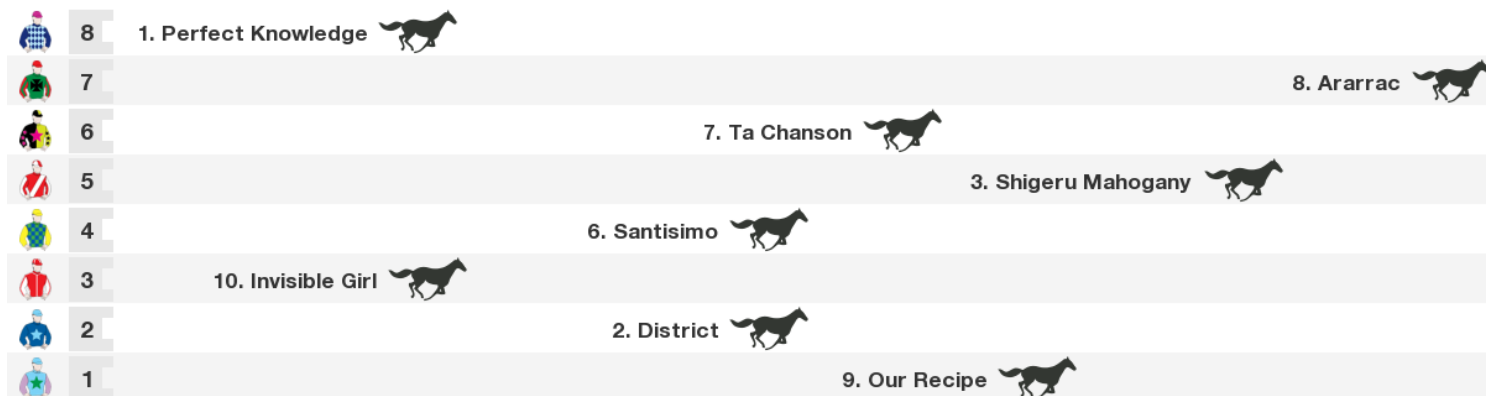 8 1. Perfect Knowledge
7 8. Ararrac
6 7. Ta Chanson
5 3. Shigeru Mahogany
4 6. Santisimo
3 10. Invisible Girl
2 2. District
1 9. Our Recipe